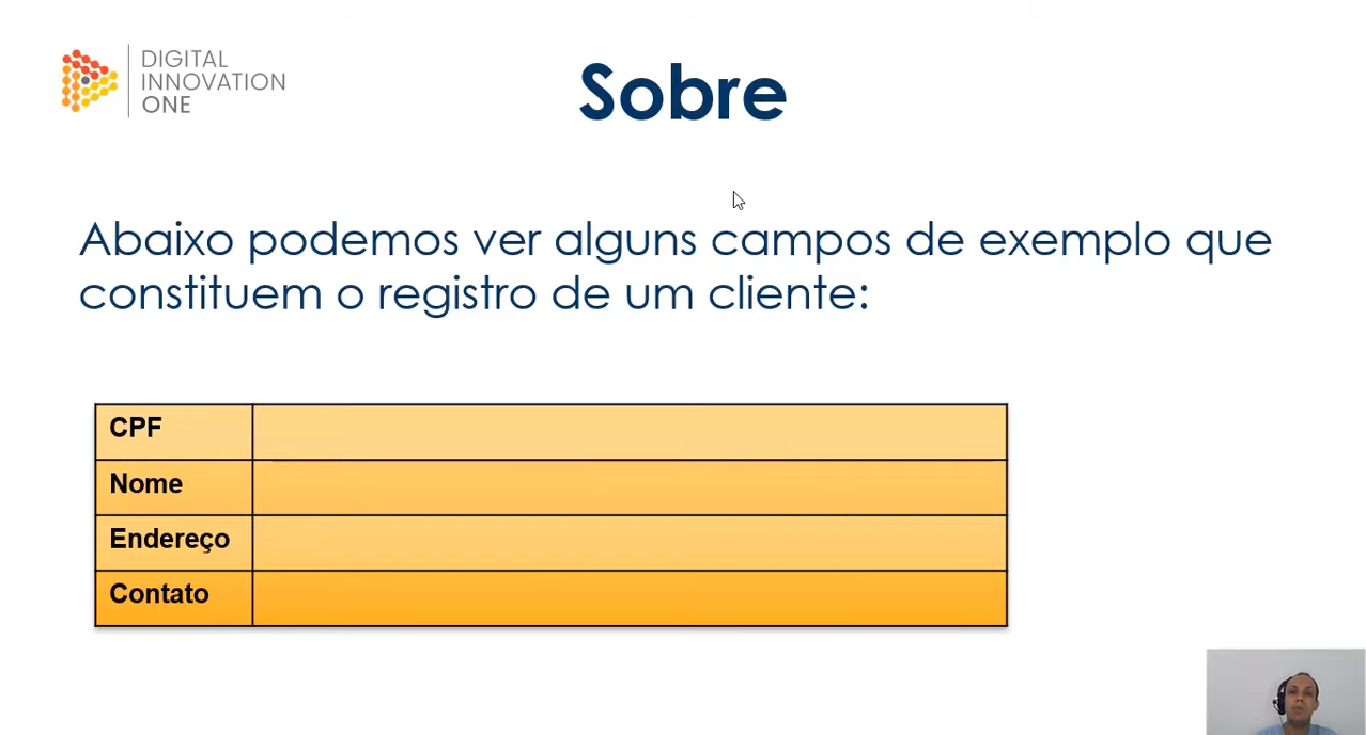 DIGITAL
INNOVATION
ONE
Sobre
Abaixo podemos ver alguns campos de exemplo que
constituem o registro de um cliente:
CPF
Nome
Endereço
Contato